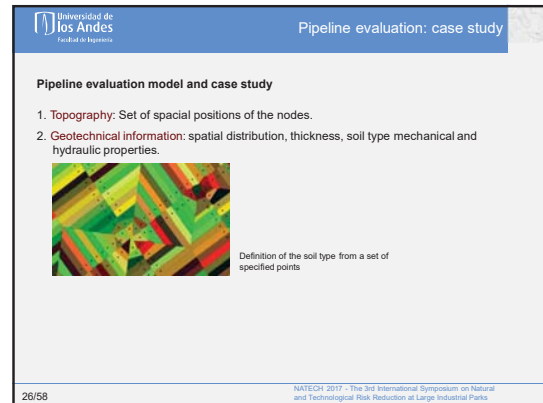 Universidad de
los Andes
Facultad de Ingeniería
Pipeline evaluation: case study
Pipeline evaluation model and case study
1. Topography: Set of spacial positions of the nodes.
2. Geotechnical information: spatial distribution, thickness, soil type mechanical and
hydraulic properties.
Definition of the soil type from a set of
specified points
26/58
NATECH 2017 - The 3rd International Symposium on Natural
and Technological Risk Reduction at Large Industrial Parks